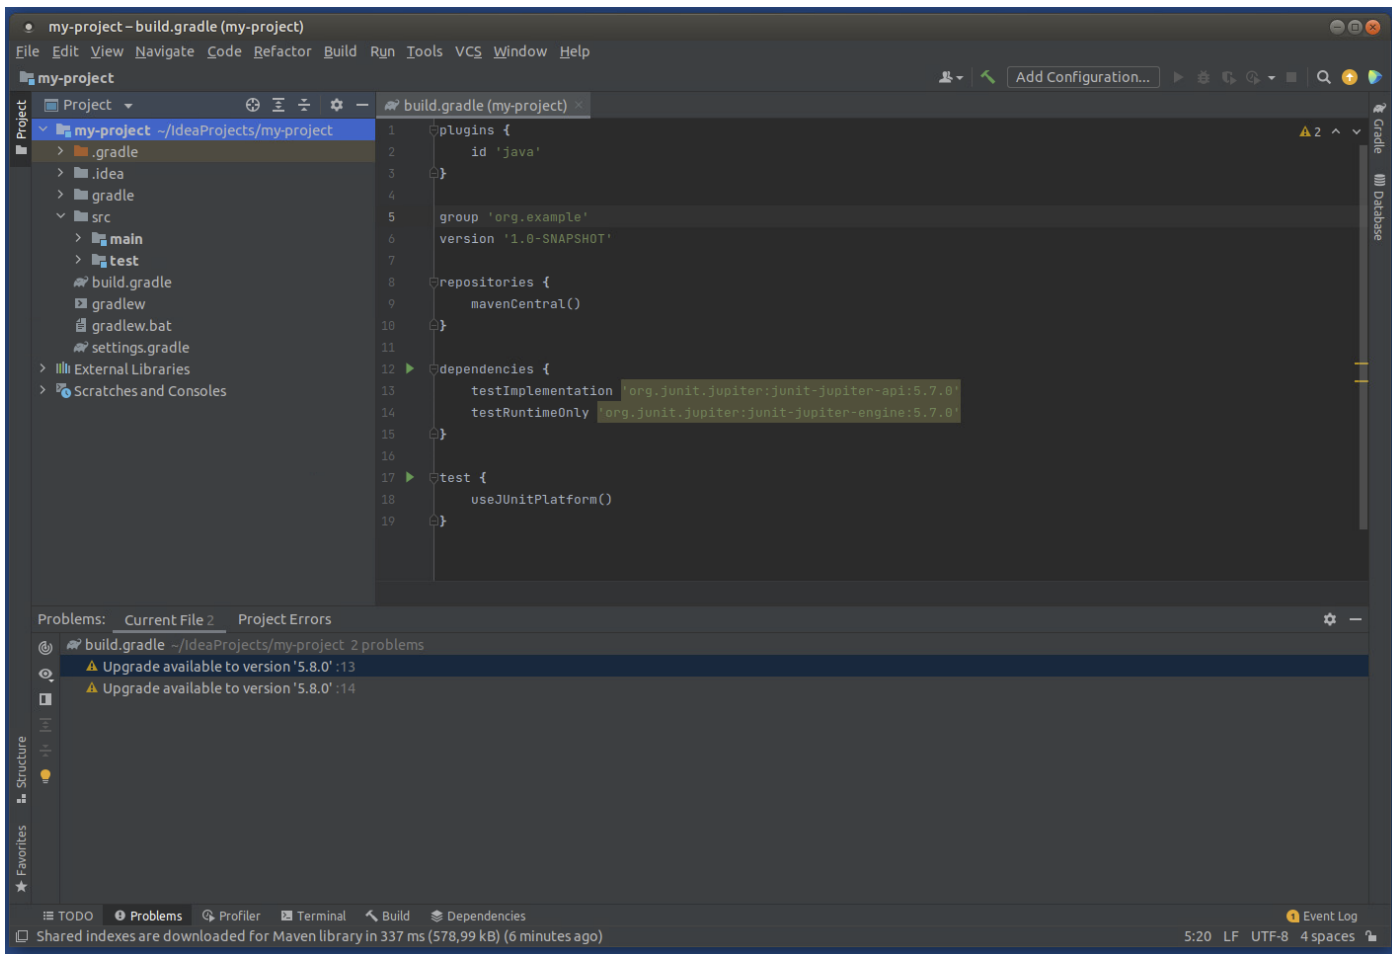 my-project – build.gradle (my-project)
File Edit View Navigate Code Refactor Build Run Tools VCS Window Help
my-project
Add Configuration...
Project
Project
build.gradle (my-project)
my-project ~/IdeaProjects/my-project
.gradle
.idea
gradle
src
main
test
build.gradle
gradlew
gradlew.bat
settings.gradle
External Libraries
Scratches and Consoles
1 plugins {
2 id 'java'
3 }
4
5 group 'org.example'
6 version '1.0-SNAPSHOT'
7
8 repositories {
9 mavenCentral()
10 }
11
12 dependencies {
13 testImplementation 'org.junit.jupiter:junit-jupiter-api:5.7.0'
14 testRuntimeOnly 'org.junit.jupiter:junit-jupiter-engine:5.7.0'
15 }
16
17 test {
18 useJUnitPlatform()
19 }
2
Gradle
Database
Problems: Current File 2 Project Errors
build.gradle ~/IdeaProjects/my-project 2 problems
Upgrade available to version '5.8.0' :13
Upgrade available to version '5.8.0' :14
Structure
Favorites
TODO Problems Profiler Terminal Build Dependencies
1 Event Log
Shared indexes are downloaded for Maven library in 337 ms (578,99 kB) (6 minutes ago)
5:20 LF UTF-8 4 spaces